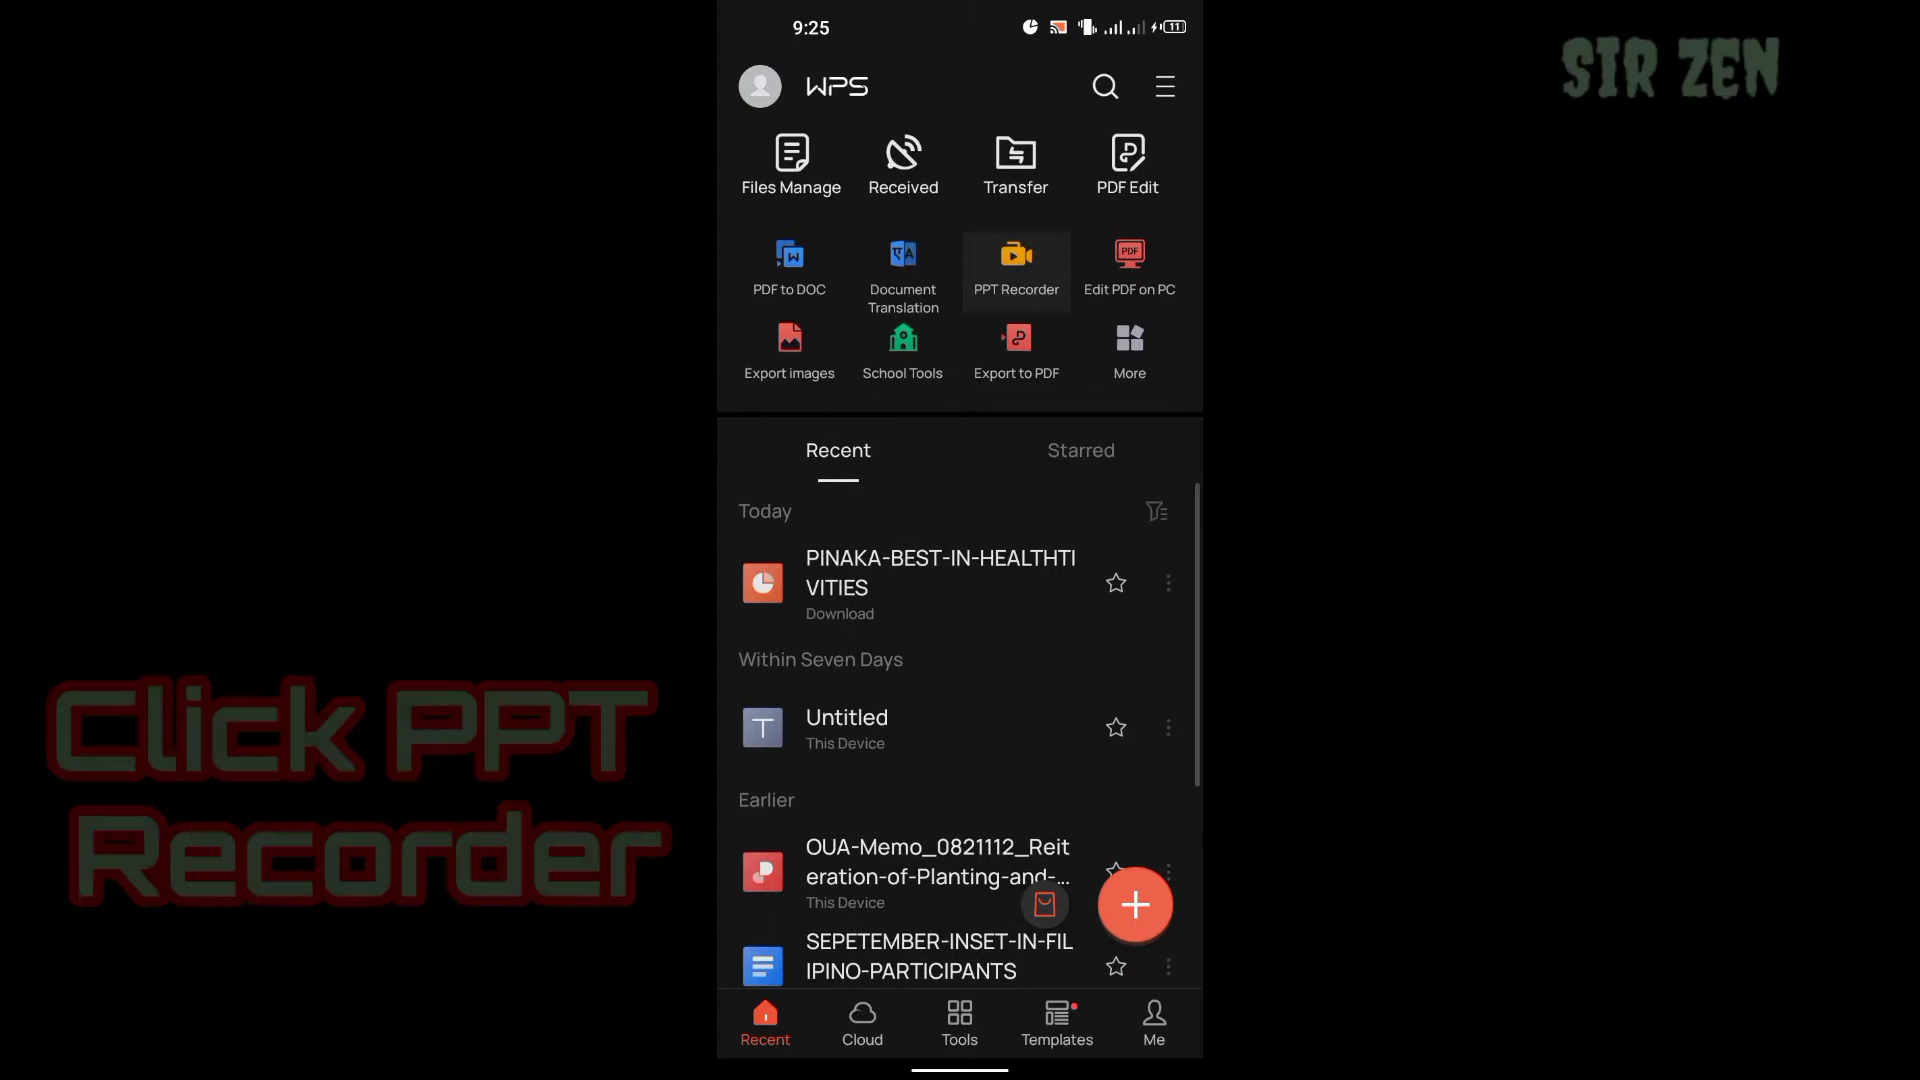 9:25
11
SIR ZEN
WPS
Files Manage
Received
Transfer
PDF Edit
PDF to DOC
Document
Translation
PPT Recorder
Edit PDF on PC
Export images
School Tools
Export to PDF
More
Recent
Starred
Today
PINAKA-BEST-IN-HEALTHTI
VITIES
Download
Within Seven Days
Untitled
This Device
Earlier
OUA-Memo_0821112_Reit
eration-of-Planting-and-...
This Device
SEPETEMBER-INSET-IN-FIL
IPINO-PARTICIPANTS
Click PPT
Recorder
Recent
Cloud
Tools
Templates
Me